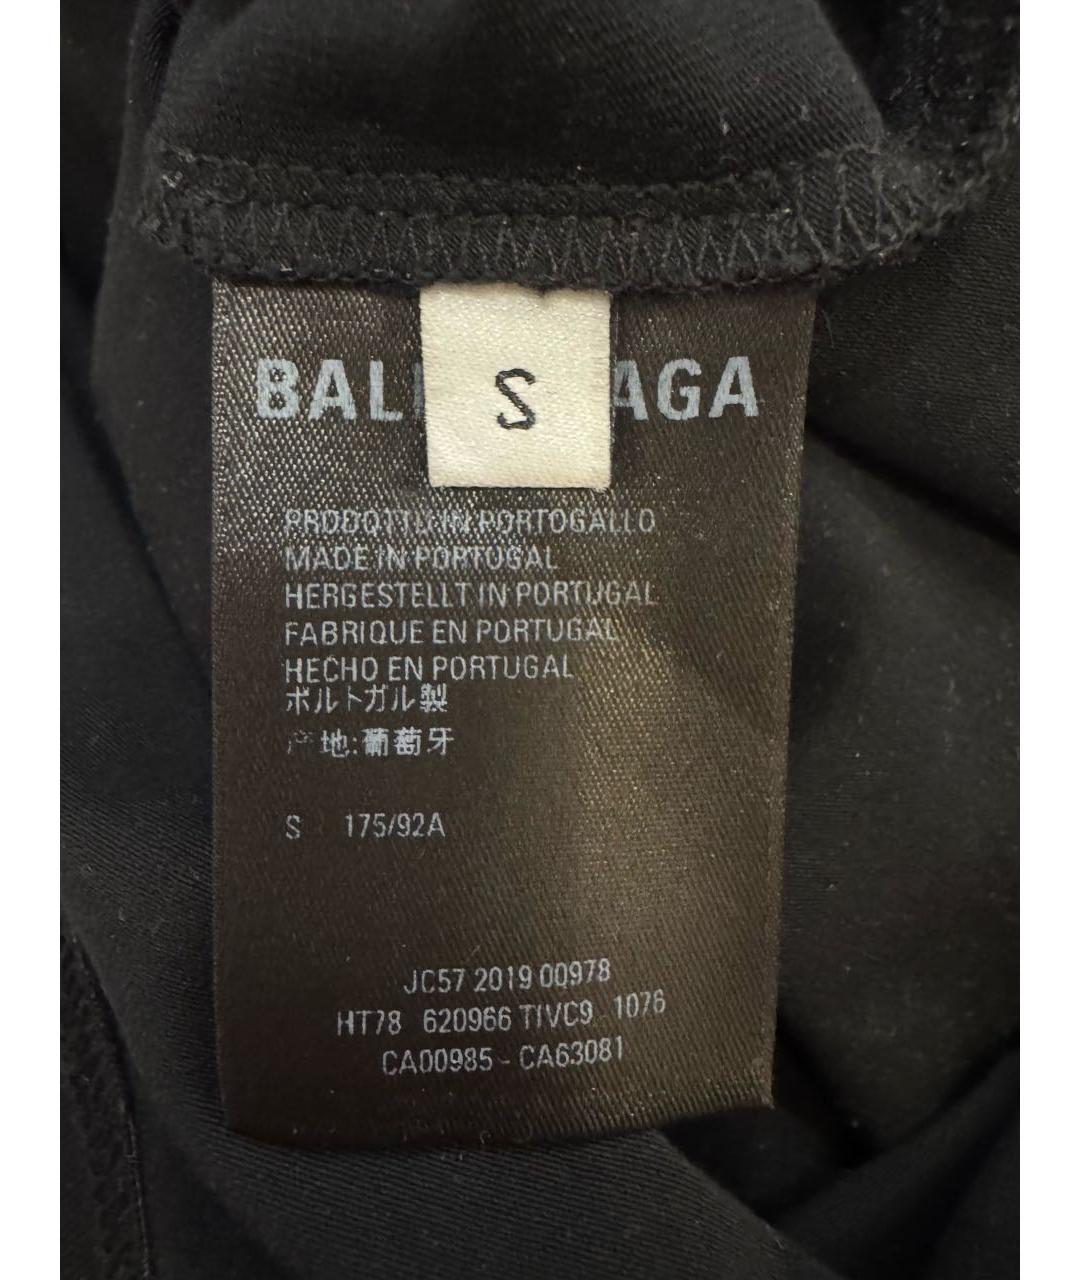 S
BAL AGA
PRODOTTO IN PORTOGALLO
MADE IN PORTUGAL
HERGESTELLT IN PORTUGAL
FABRIQUE EN PORTUGAL
HECHO EN PORTUGAL
ポルトガル製
产地:葡萄牙
S 175/92A
JC57 2019 00978
HT78 620966 TIVC9 1076
CA00985 - CA63081